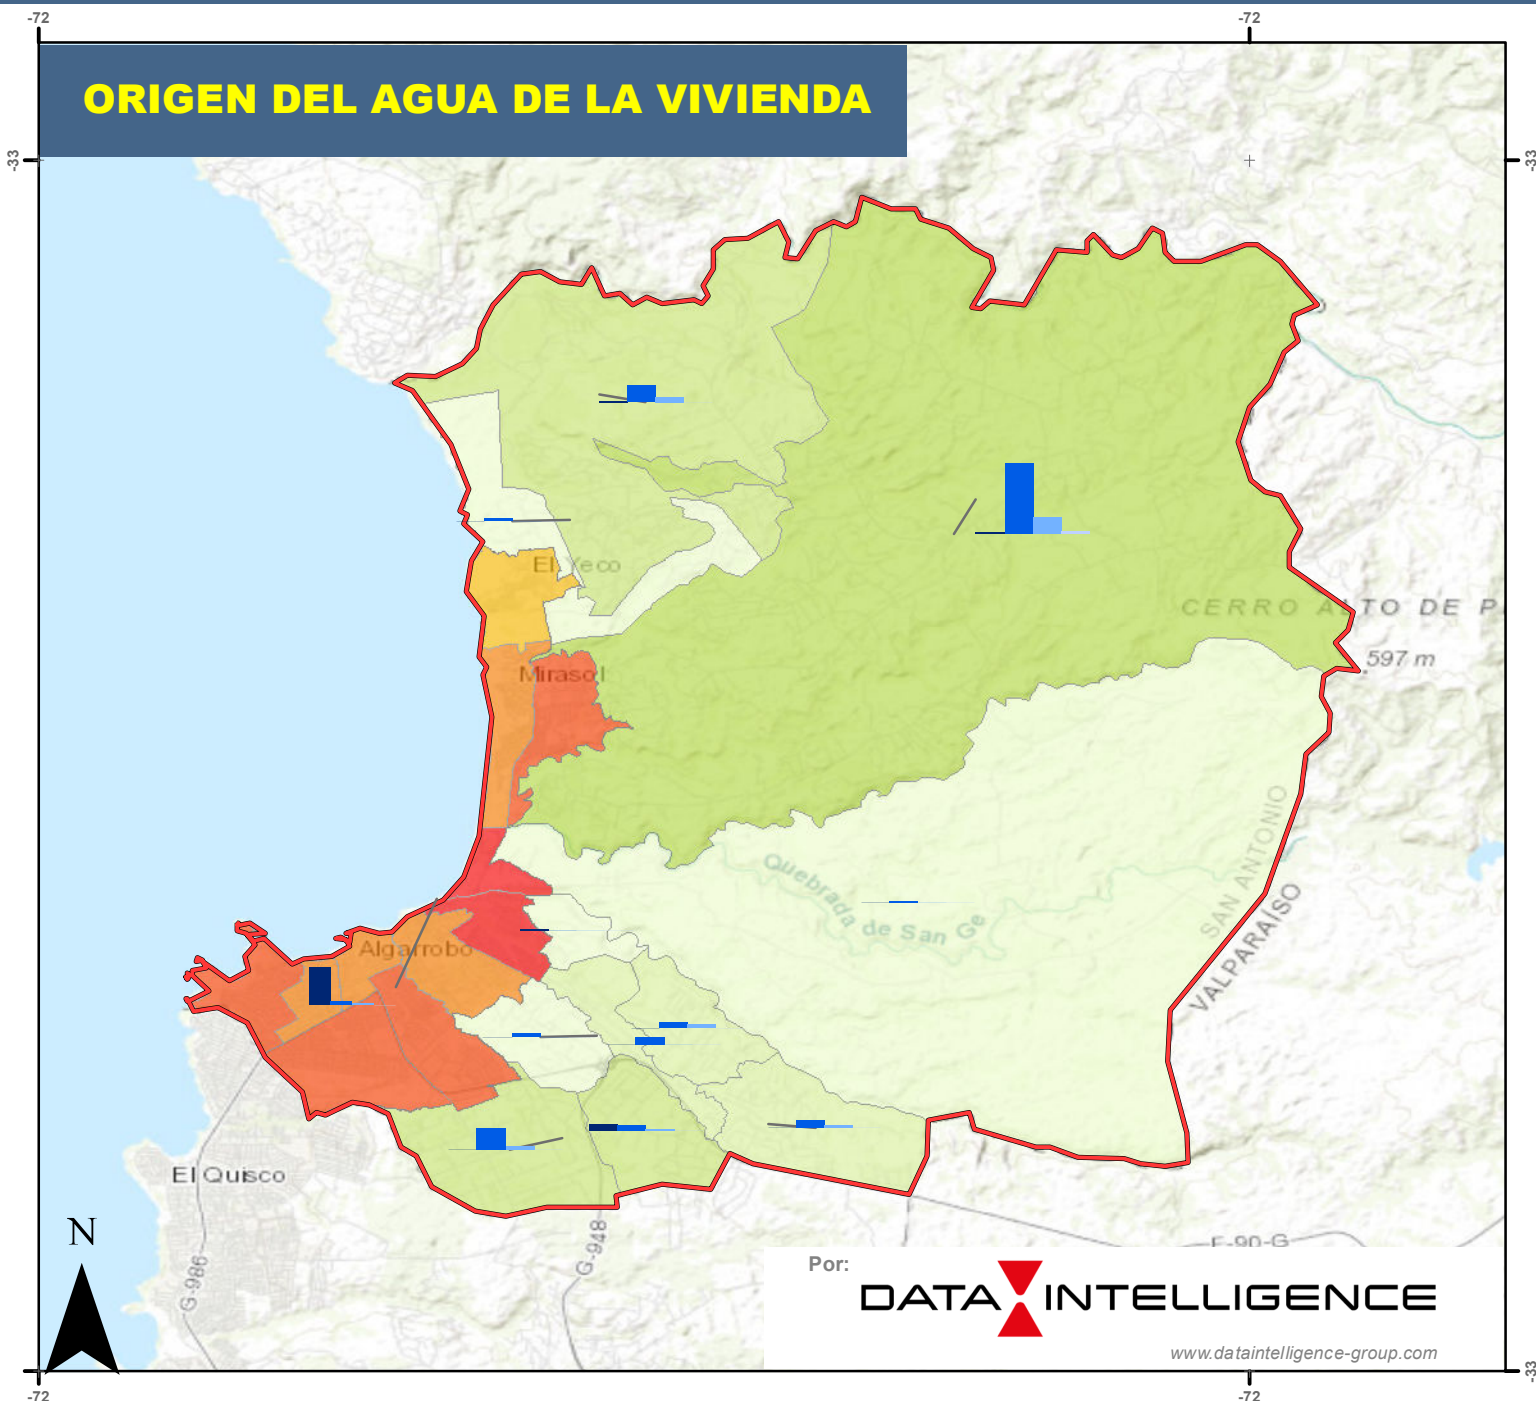 -72
-72
ORIGEN DEL AGUA DE LA VIVIENDA
-33
-33
El Yeco
CERRO ALTO DE P
597 m
Mirasol
SAN ANTONIO
VALPARAÍSO
Quebrada de San Ge
Algarrobo
El Quisco
N
G-986
G-948
F-90-G
Por:
DATA INTELLIGENCE
www.dataintelligence-group.com
-33
-72
-72